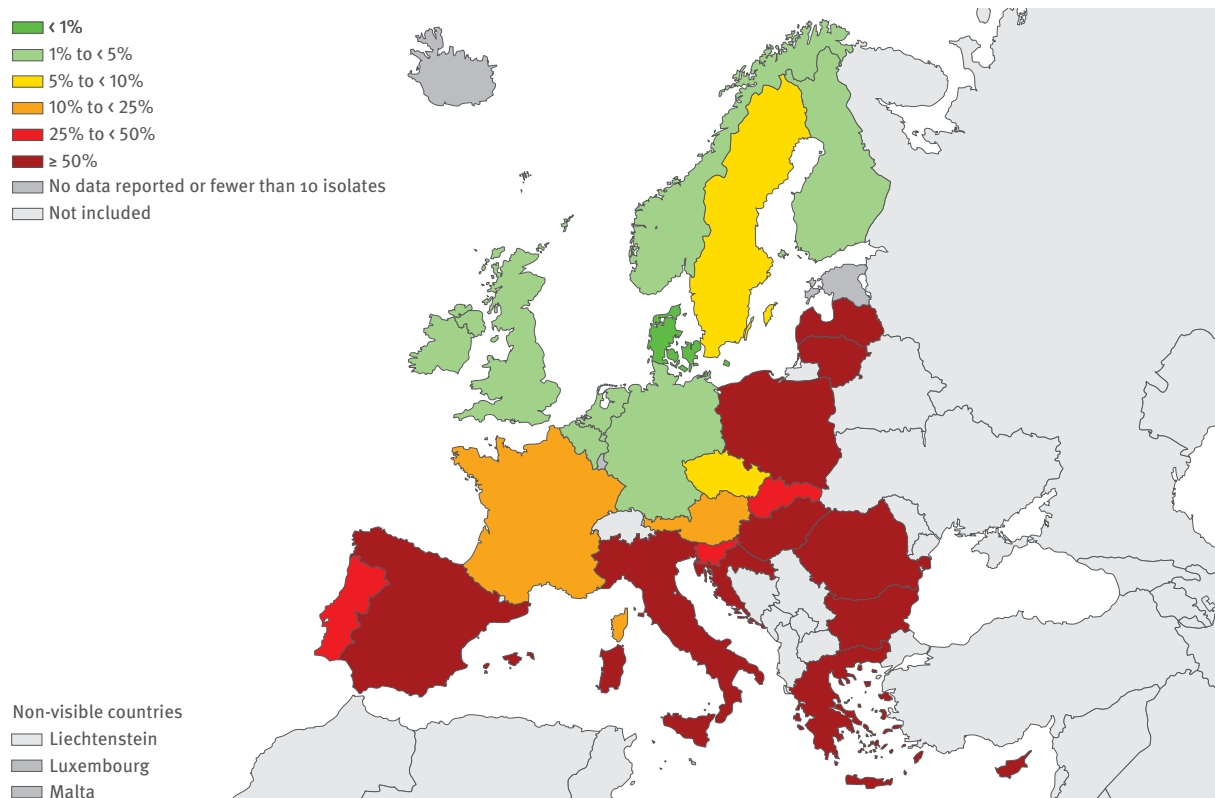 < 1%
1% to < 5%
5% to < 10%
10% to < 25%
25% to < 50%
≥ 50%
No data reported or fewer than 10 isolates
Not included
Non-visible countries
Liechtenstein
Luxembourg
Malta